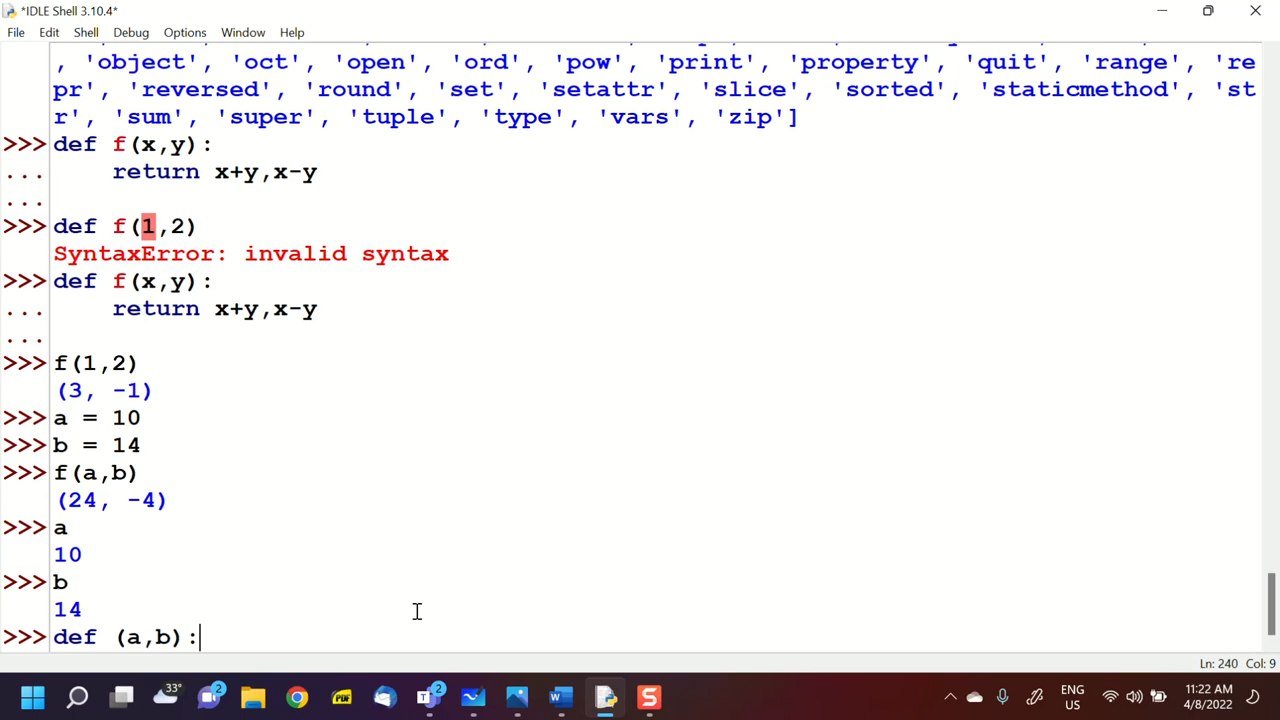 *IDLE Shell 3.10.4*
File Edit Shell Debug Options Window Help
, 'object', 'oct', 'open', 'ord', 'pow', 'print', 'property', 'quit', 'range', 're
pr', 'reversed', 'round', 'set', 'setattr', 'slice', 'sorted', 'staticmethod', 'st
r', 'sum', 'super', 'tuple', 'type', 'vars', 'zip']
>>> def f(x,y):
...     return x+y,x-y
...
>>> def f(1,2)
SyntaxError: invalid syntax
>>> def f(x,y):
...     return x+y,x-y
...
>>> f(1,2)
(3, -1)
>>> a = 10
>>> b = 14
>>> f(a,b)
(24, -4)
>>> a
10
>>> b
14
>>> def (a,b):
Ln: 240 Col: 9
33° 2 PDF 2 W S ENG 11:22 AM
US 4/8/2022